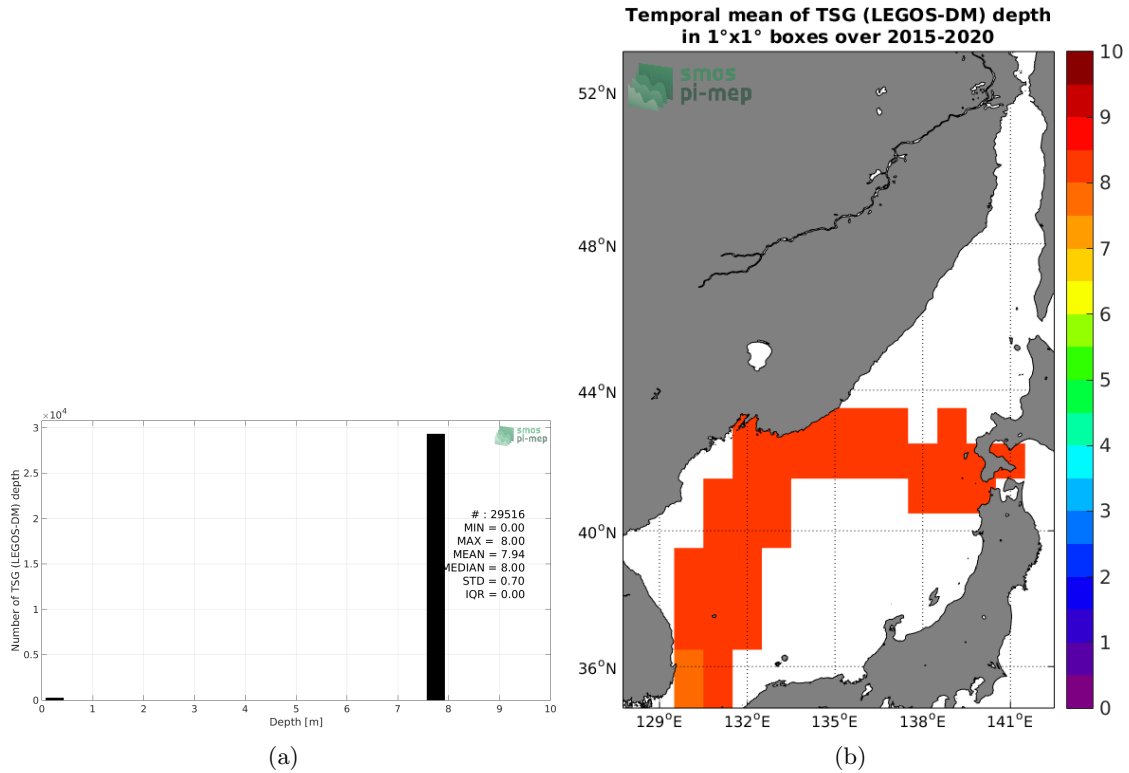 ×10⁴
3
2.5
2
1.5
1
0.5
0
Number of TSG (LEGOS-DM) depth
smos
pi-mep
# : 29516
MIN = 0.00
MAX = 8.00
MEAN = 7.94
MEDIAN = 8.00
STD = 0.70
IQR = 0.00
0 1 2 3 4 5 6 7 8 9 10
Depth [m]
(a)
Temporal mean of TSG (LEGOS-DM) depth
in 1°x1° boxes over 2015-2020
smos
pi-mep
52°N
48°N
44°N
40°N
36°N
129°E 132°E 135°E 138°E 141°E
10
9
8
7
6
5
4
3
2
1
0
(b)